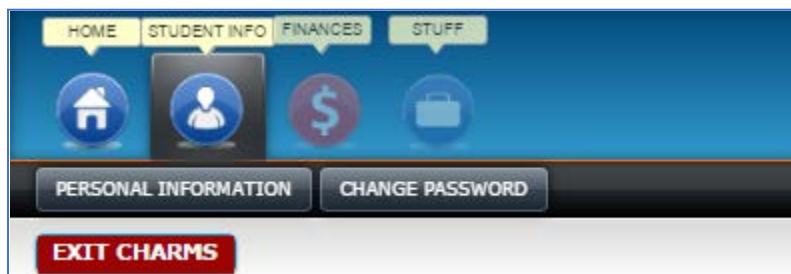 HOME STUDENT INFO FINANCES STUFF
$
PERSONAL INFORMATION CHANGE PASSWORD
EXIT CHARMS